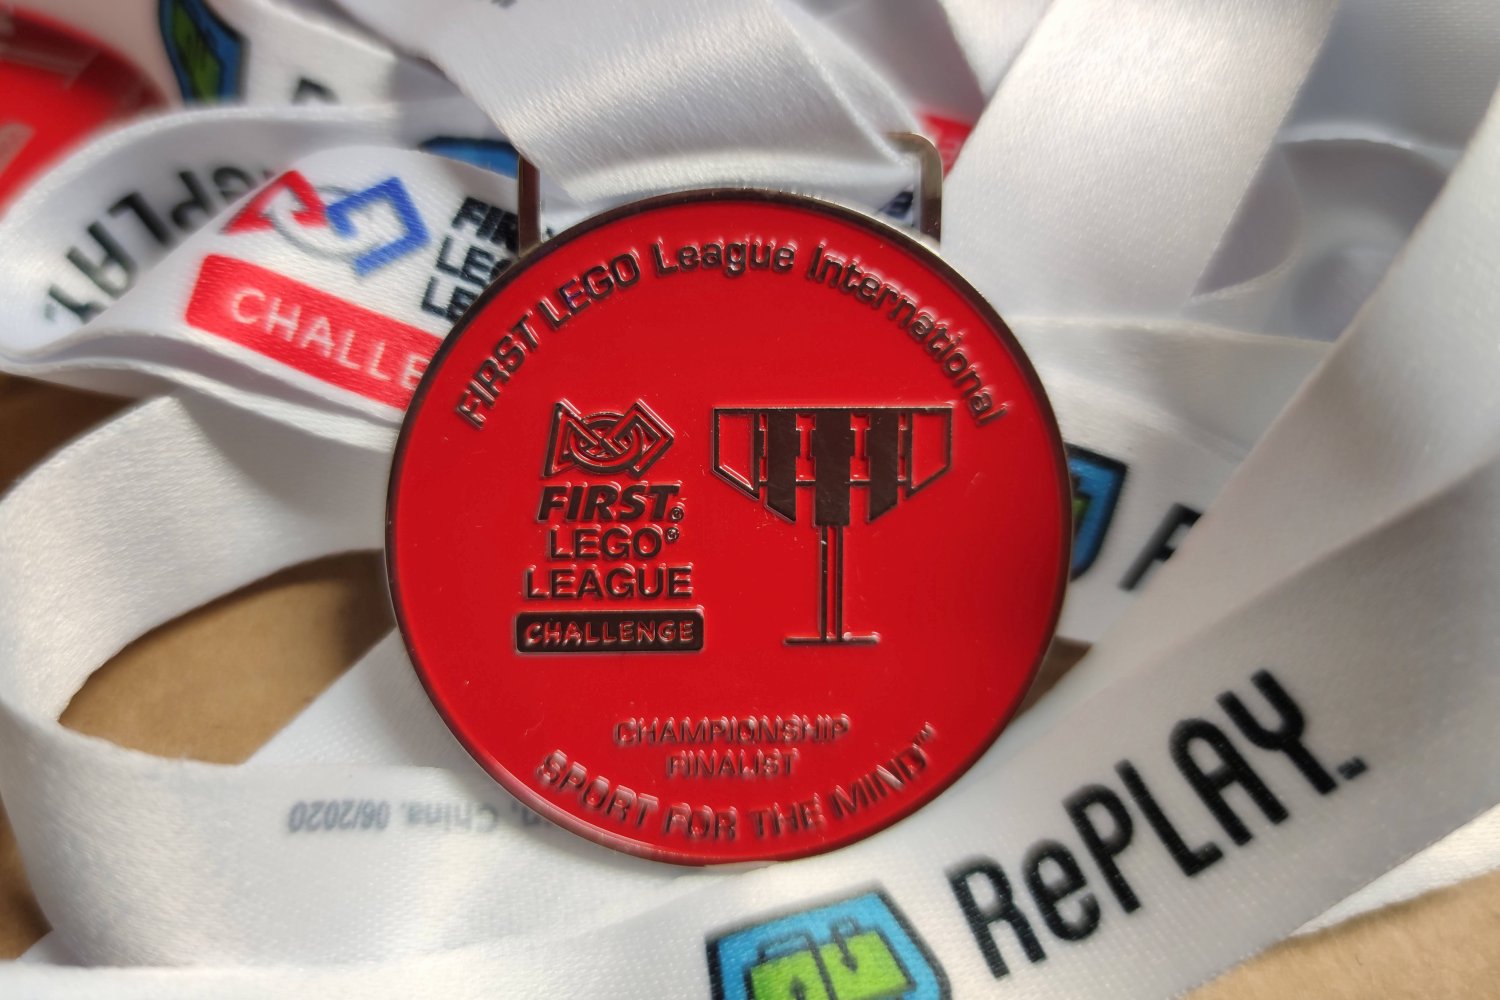 FIRST LEGO League International
FIRST®
LEGO®
LEAGUE
CHALLENGE
CHAMPIONSHIP
FINALIST
SPORT FOR THE MIND™
RePLAY
CHALLE
RePLAY™
China. 06/2020